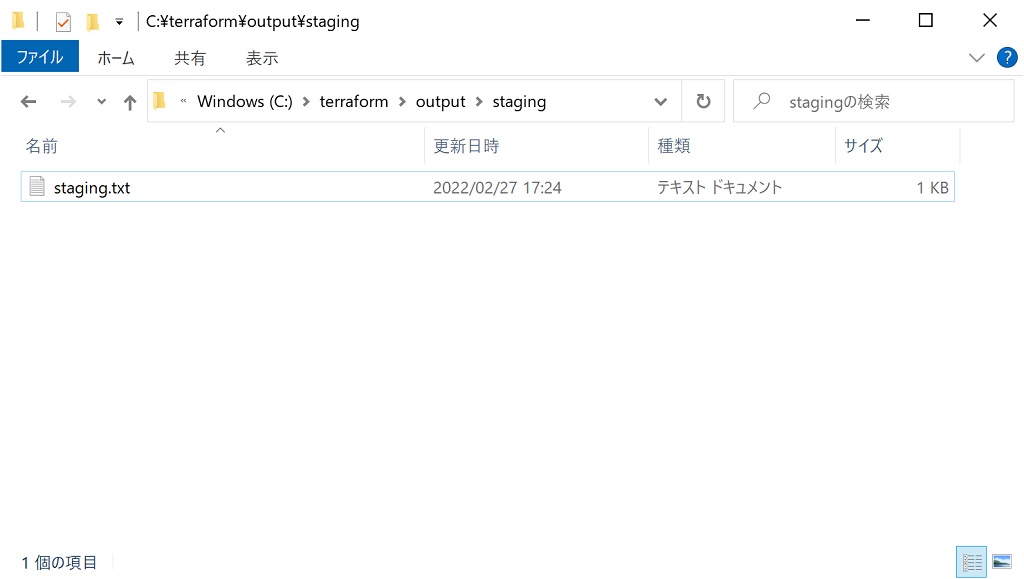 C:¥terraform¥output¥staging
ファイル ホーム 共有 表示 ?
« Windows (C:) > terraform > output > staging stagingの検索
名前 更新日時 種類 サイズ
staging.txt 2022/02/27 17:24 テキスト ドキュメント 1 KB
1 個の項目